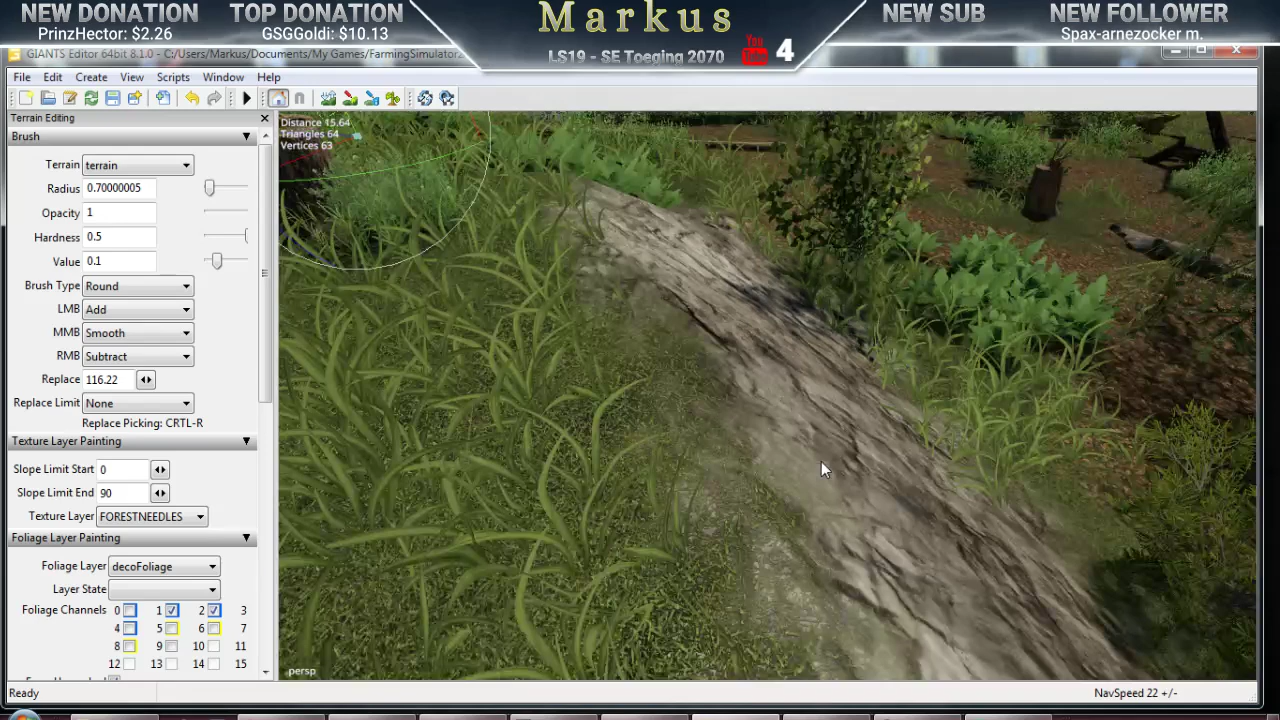 NEW DONATION
PrinzHector: $2.26
TOP DONATION
GSGGoldi: $10.13
Markus
LS19 - SE Toeging 2070
You Tube
4
NEW SUB
NEW FOLLOWER
Spax-arnezocker m.
GIANTS Editor 64bit 8.1.0 - C:/Users/Markus/Documents/My Games/FarmingSimulator2
File Edit Create View Scripts Window Help
Terrain Editing
Brush
Terrain terrain
Radius 0.70000005
Opacity 1
Hardness 0.5
Value 0.1
Brush Type Round
LMB Add
MMB Smooth
RMB Subtract
Replace 116.22
Replace Limit None
Replace Picking: CRTL-R
Texture Layer Painting
Slope Limit Start 0
Slope Limit End 90
Texture Layer FORESTNEEDLES
Foliage Layer Painting
Foliage Layer decoFoliage
Layer State
Foliage Channels 0 1 2 3
4 5 6 7
8 9 10 11
12 13 14 15
Distance 15.64
Triangles 64
Vertices 63
persp
Ready
NavSpeed 22 +/-